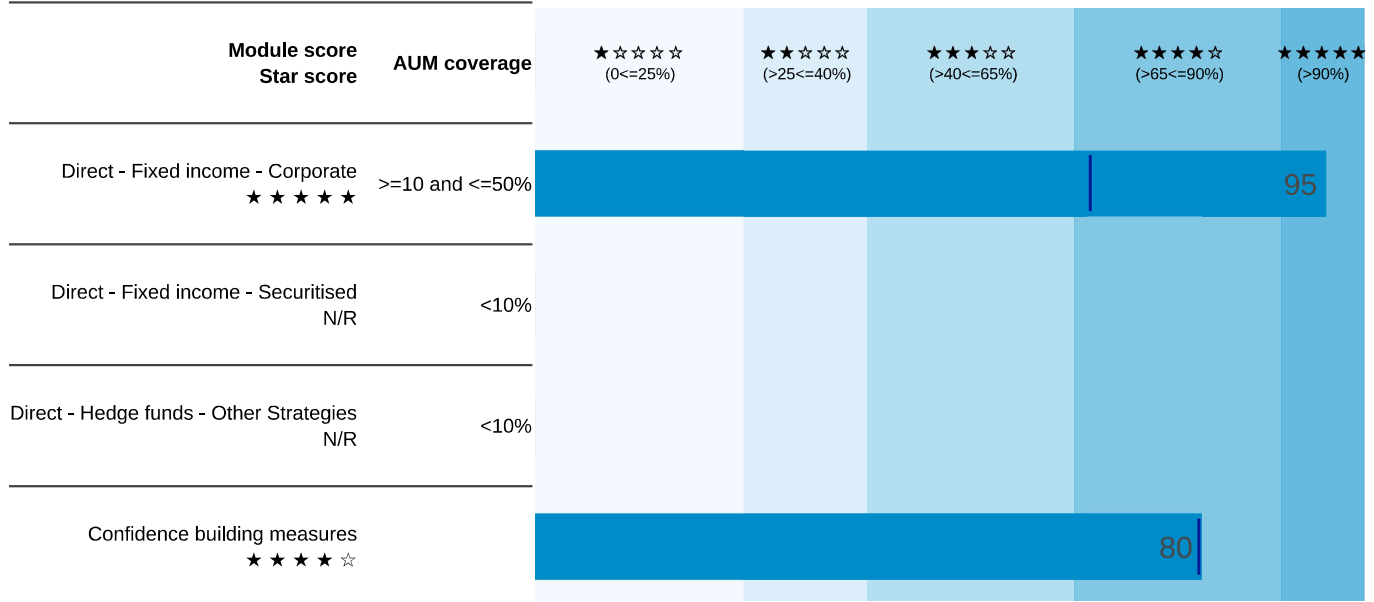 Module score
Star score
AUM coverage
★☆☆☆☆
(0<=25%)
★★☆☆☆
(>25<=40%)
★★★☆☆
(>40<=65%)
★★★★☆
(>65<=90%)
★★★★★
(>90%)
Direct - Fixed income - Corporate
★ ★ ★ ★ ★
>=10 and <=50%
95
Direct - Fixed income - Securitised
N/R
<10%
Direct - Hedge funds - Other Strategies
N/R
<10%
Confidence building measures
★ ★ ★ ★ ☆
80